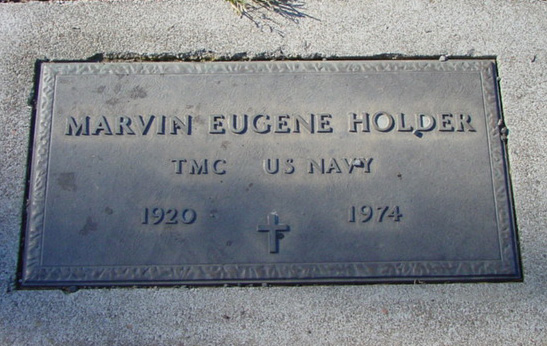 MARVIN EUGENE HOLDER
TMC US NAVY
1920 1974